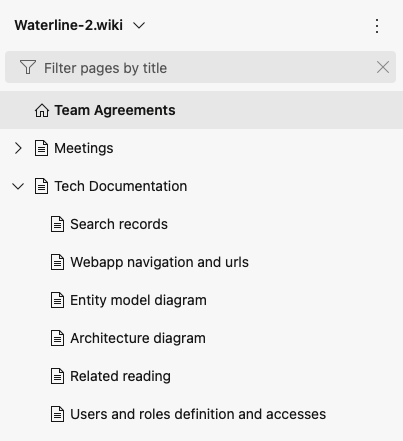 Waterline-2.wiki
Filter pages by title
Team Agreements
Meetings
Tech Documentation
Search records
Webapp navigation and urls
Entity model diagram
Architecture diagram
Related reading
Users and roles definition and accesses